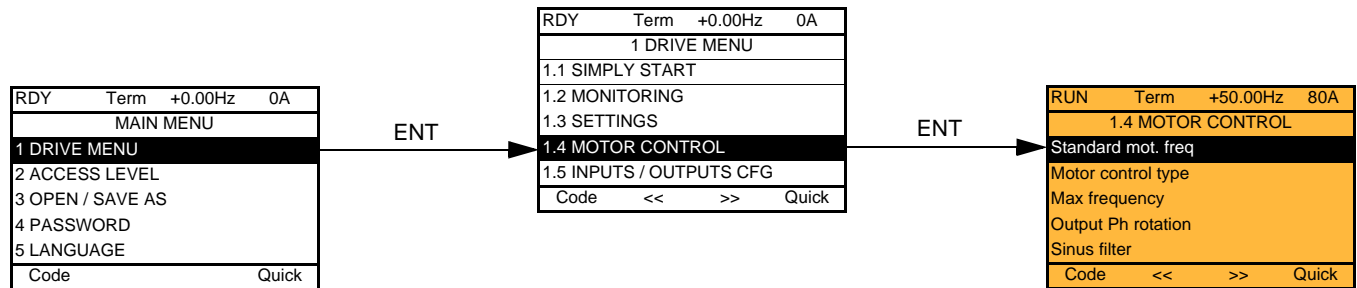 RDY Term +0.00Hz 0A
MAIN MENU
1 DRIVE MENU
2 ACCESS LEVEL
3 OPEN / SAVE AS
4 PASSWORD
5 LANGUAGE
Code Quick
ENT
RDY Term +0.00Hz 0A
1 DRIVE MENU
1.1 SIMPLY START
1.2 MONITORING
1.3 SETTINGS
1.4 MOTOR CONTROL
1.5 INPUTS / OUTPUTS CFG
Code << >> Quick
ENT
RUN Term +50.00Hz 80A
1.4 MOTOR CONTROL
Standard mot. freq
Motor control type
Max frequency
Output Ph rotation
Sinus filter
Code << >> Quick